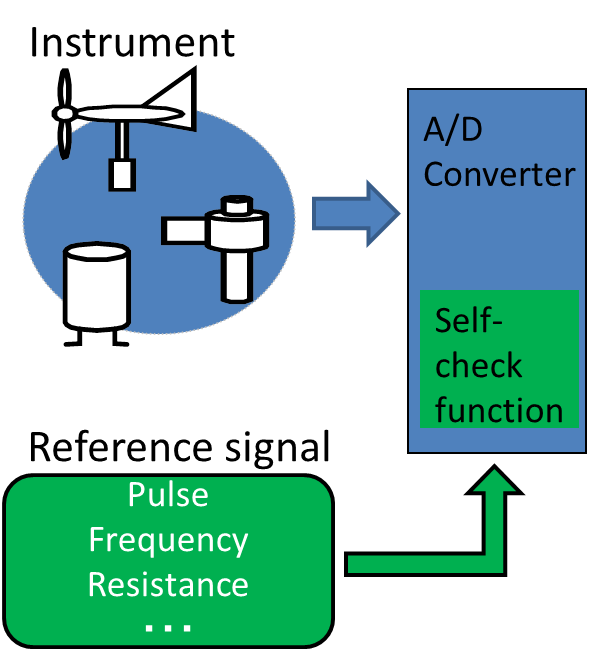 Instrument
A/D
Converter
Self-
check
function
Reference signal
Pulse
Frequency
Resistance
...